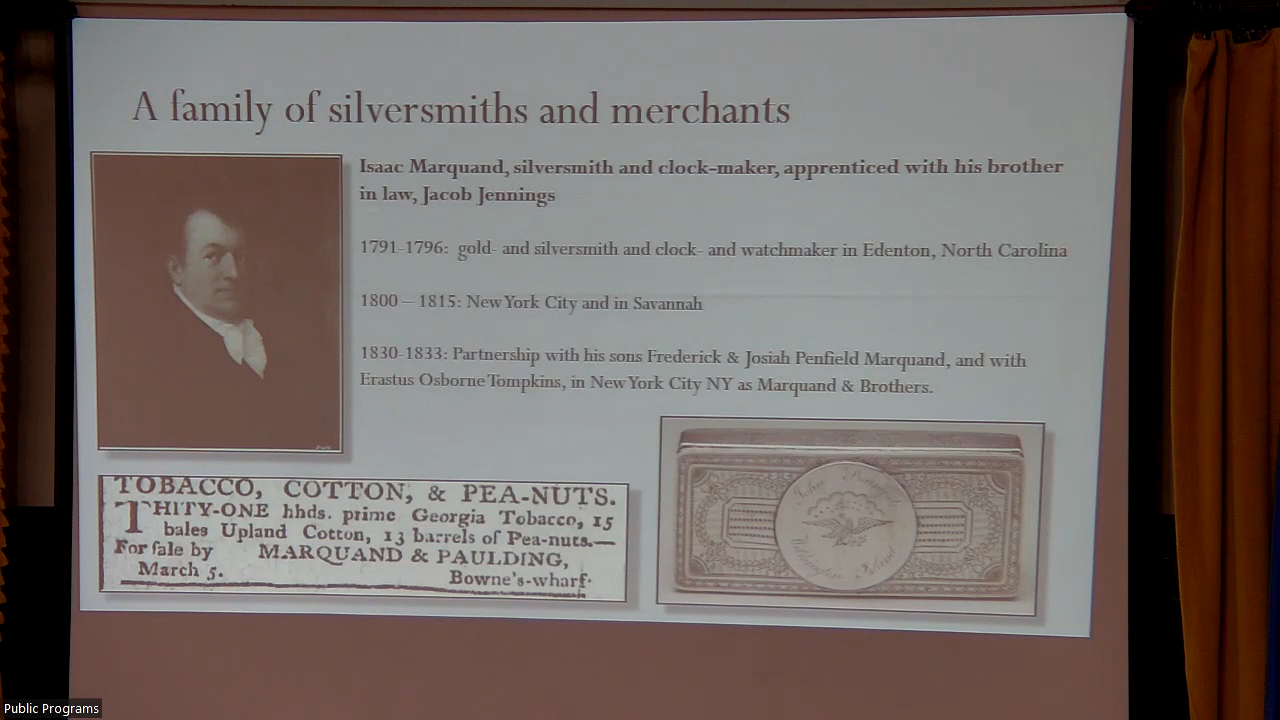 A family of silversmiths and merchants
Isaac Marquand, silversmith and clock-maker, apprenticed with his brother
in law, Jacob Jennings
1791-1796: gold- and silversmith and clock- and watchmaker in Edenton, North Carolina
1800 – 1815: New York City and in Savannah
1830-1833: Partnership with his sons Frederick & Josiah Penfield Marquand, and with
Erastus Osborne Tompkins, in New York City NY as Marquand & Brothers.
TOBACCO, COTTON, & PEA-NUTS.
THITY-ONE hhds. prime Georgia Tobacco, 15
bales Upland Cotton, 13 barrels of Pea-nuts.—
For sale by MARQUAND & PAULDING,
March 5. Bowne's-wharf.
Public Programs